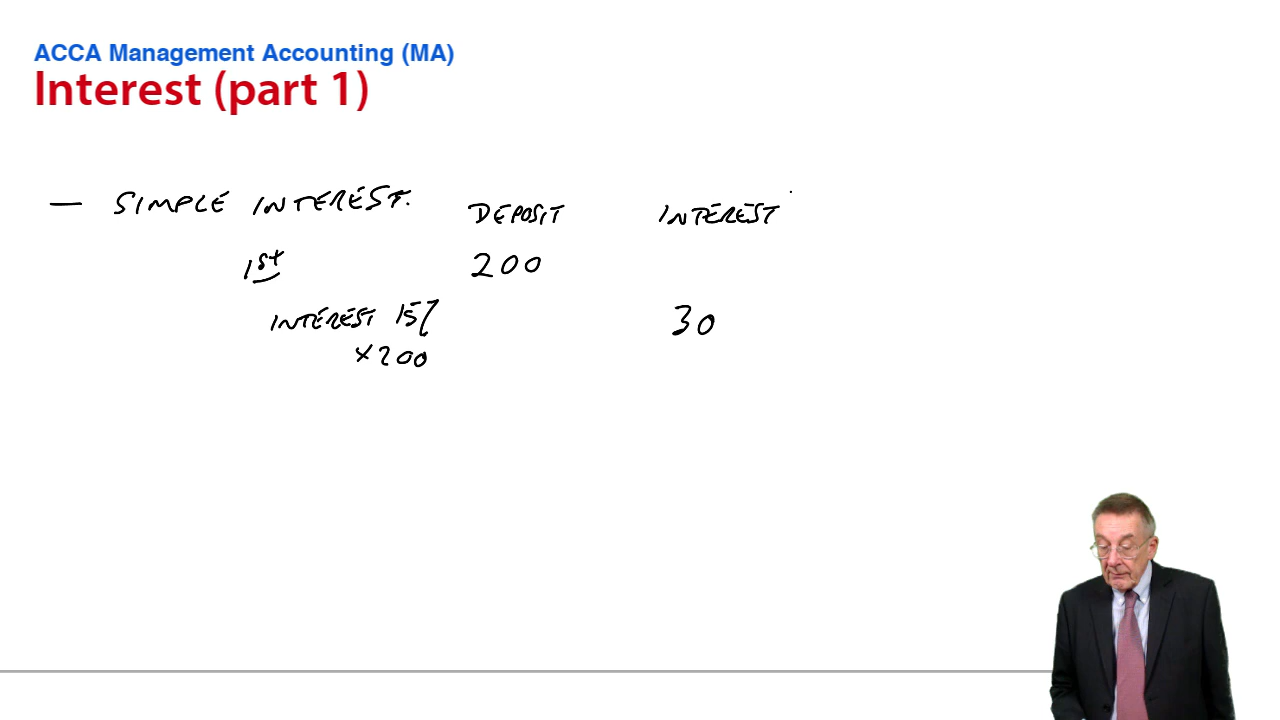 ACCA Management Accounting (MA)
Interest (part 1)
— SIMPLE INTEREST. DEPOSIT INTEREST
1st 200
INTEREST 15% 30
×200